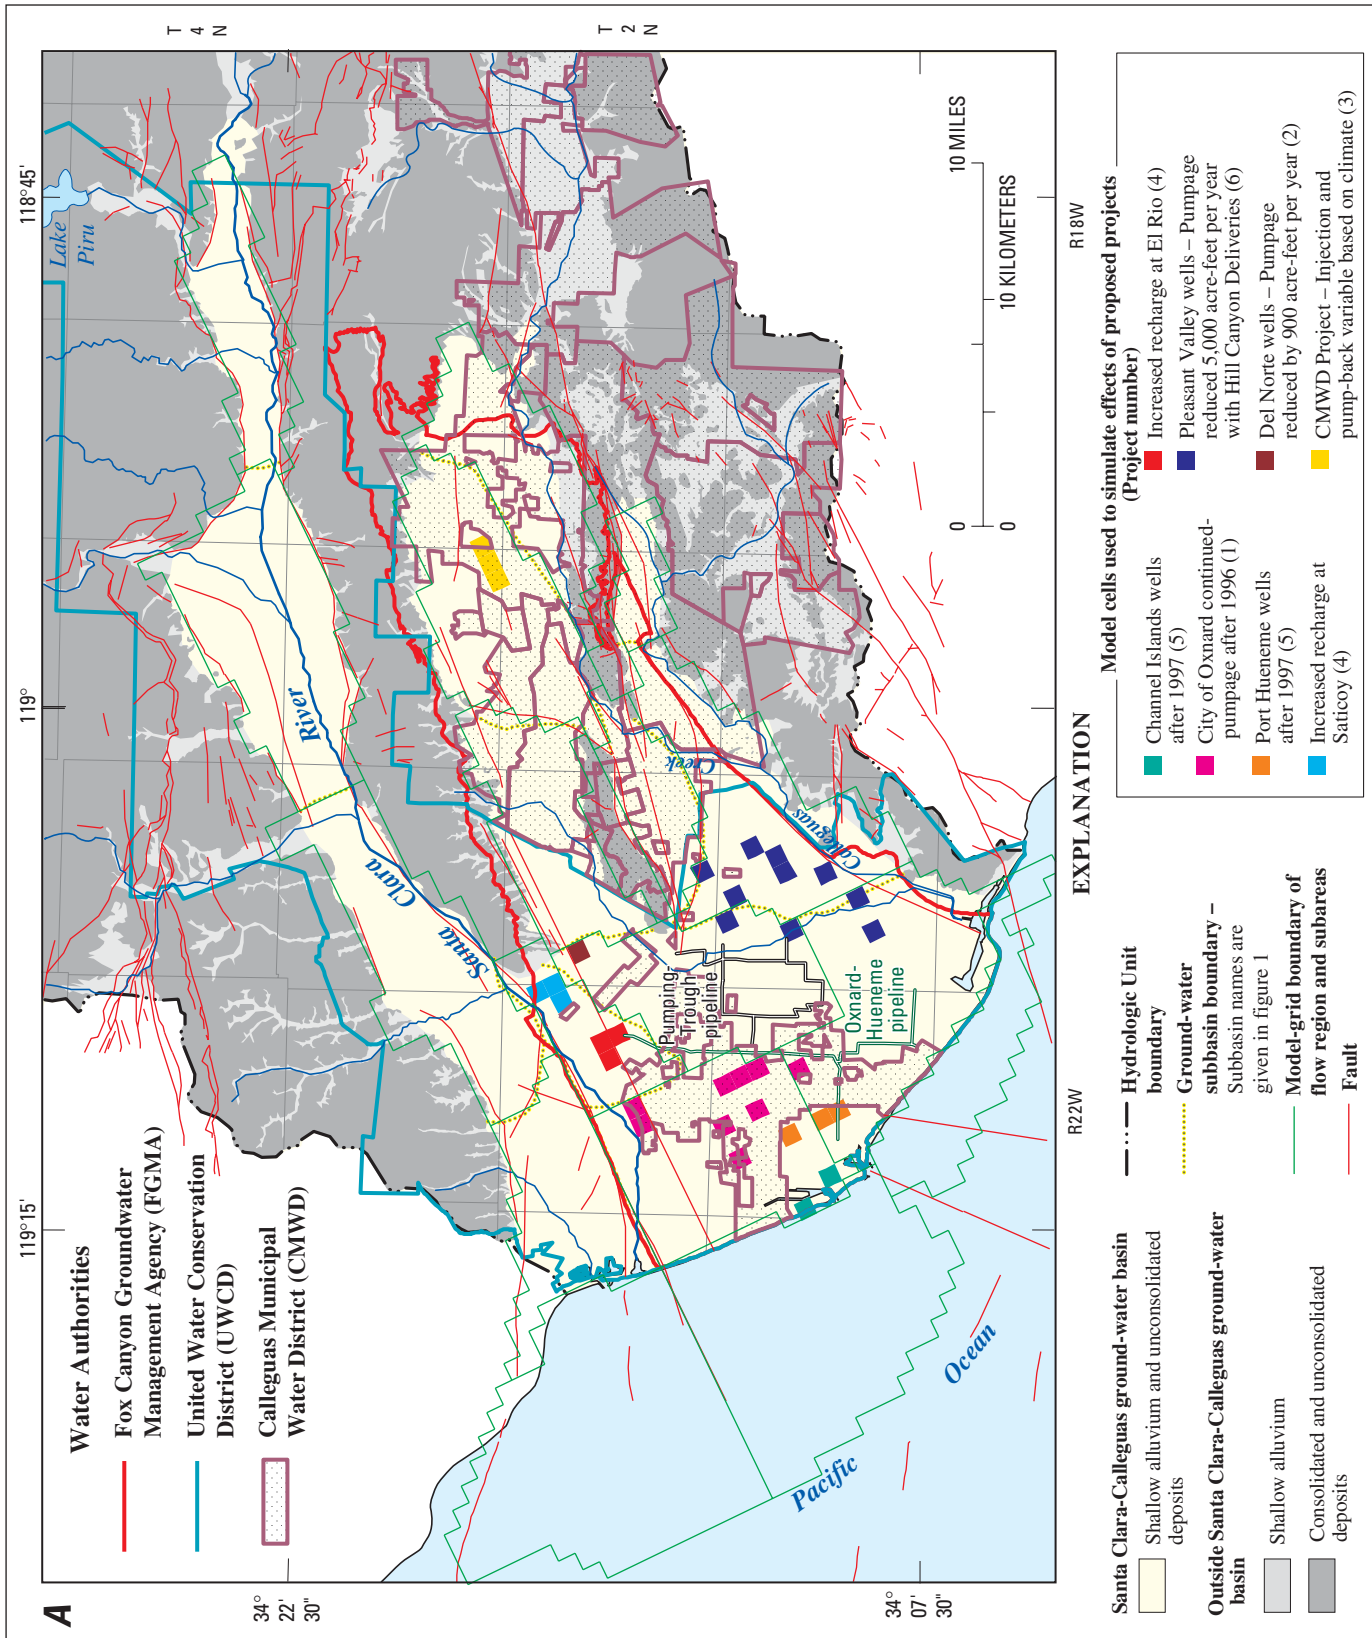 A
119°15'
119°
118°45'
T
4
N
T
2
N
34°
22'
30"
34°
07'
30"
R22W
R18W
Water Authorities
Fox Canyon Groundwater
Management Agency (FGMA)
United Water Conservation
District (UWCD)
Calleguas Municipal
Water District (CMWD)
Lake
Piru
Santa
Clara
River
Calleguas
Creek
Pumping-
Trough
pipeline
Oxnard-
Hueneme
pipeline
Pacific
Ocean
0
10 MILES
0
10 KILOMETERS
EXPLANATION
Santa Clara-Calleguas ground-water basin
Shallow alluvium and unconsolidated
deposits
Outside Santa Clara-Calleguas ground-water
basin
Shallow alluvium
Consolidated and unconsolidated
deposits
Hydrologic Unit
boundary
Ground-water
subbasin boundary –
Subbasin names are
given in figure 1
Model-grid boundary of
flow region and subareas
Fault
Model cells used to simulate effects of proposed projects
(Project number)
Channel Islands wells
after 1997 (5)
City of Oxnard continued-
pumpage after 1996 (1)
Port Hueneme wells
after 1997 (5)
Increased recharge at
Saticoy (4)
Increased recharge at El Rio (4)
Pleasant Valley wells – Pumpage
reduced 5,000 acre-feet per year
with Hill Canyon Deliveries (6)
Del Norte wells – Pumpage
reduced by 900 acre-feet per year (2)
CMWD Project – Injection and
pump-back variable based on climate (3)